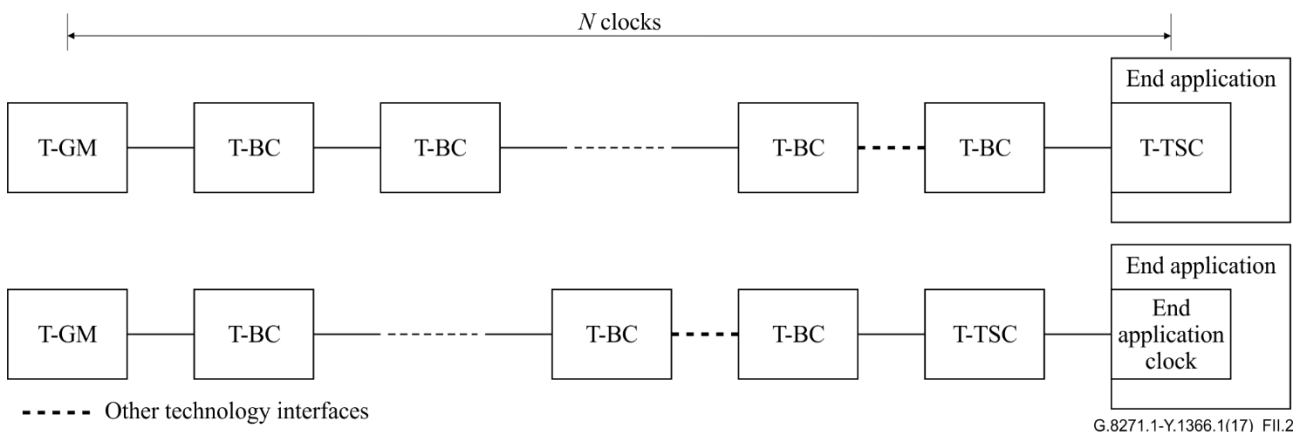 N clocks
End application
T-GM
T-BC
T-BC
T-BC
T-BC
T-TSC
End application
T-GM
T-BC
T-BC
T-BC
T-TSC
End
application
clock
Other technology interfaces
G.8271.1-Y.1366.1(17)_FII.2